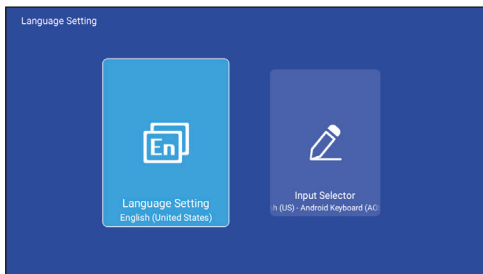 Language Setting
En
Language Setting
English (United States)
Input Selector
h (US) - Android Keyboard (AO